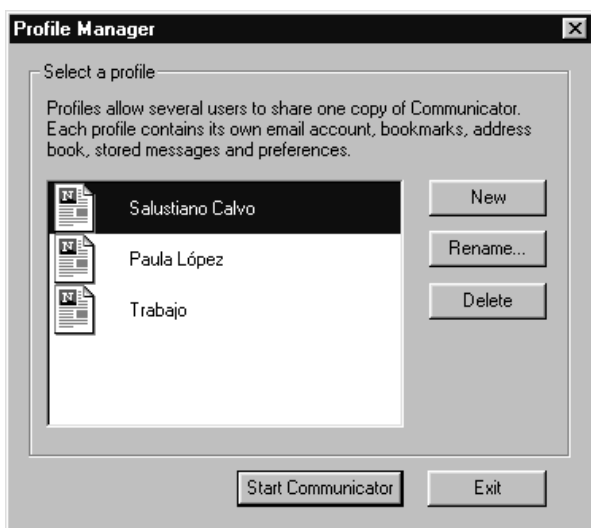 Profile Manager
Select a profile
Profiles allow several users to share one copy of Communicator.
Each profile contains its own email account, bookmarks, address
book, stored messages and preferences.
Salustiano Calvo
Paula López
Trabajo
New
Rename...
Delete
Start Communicator
Exit